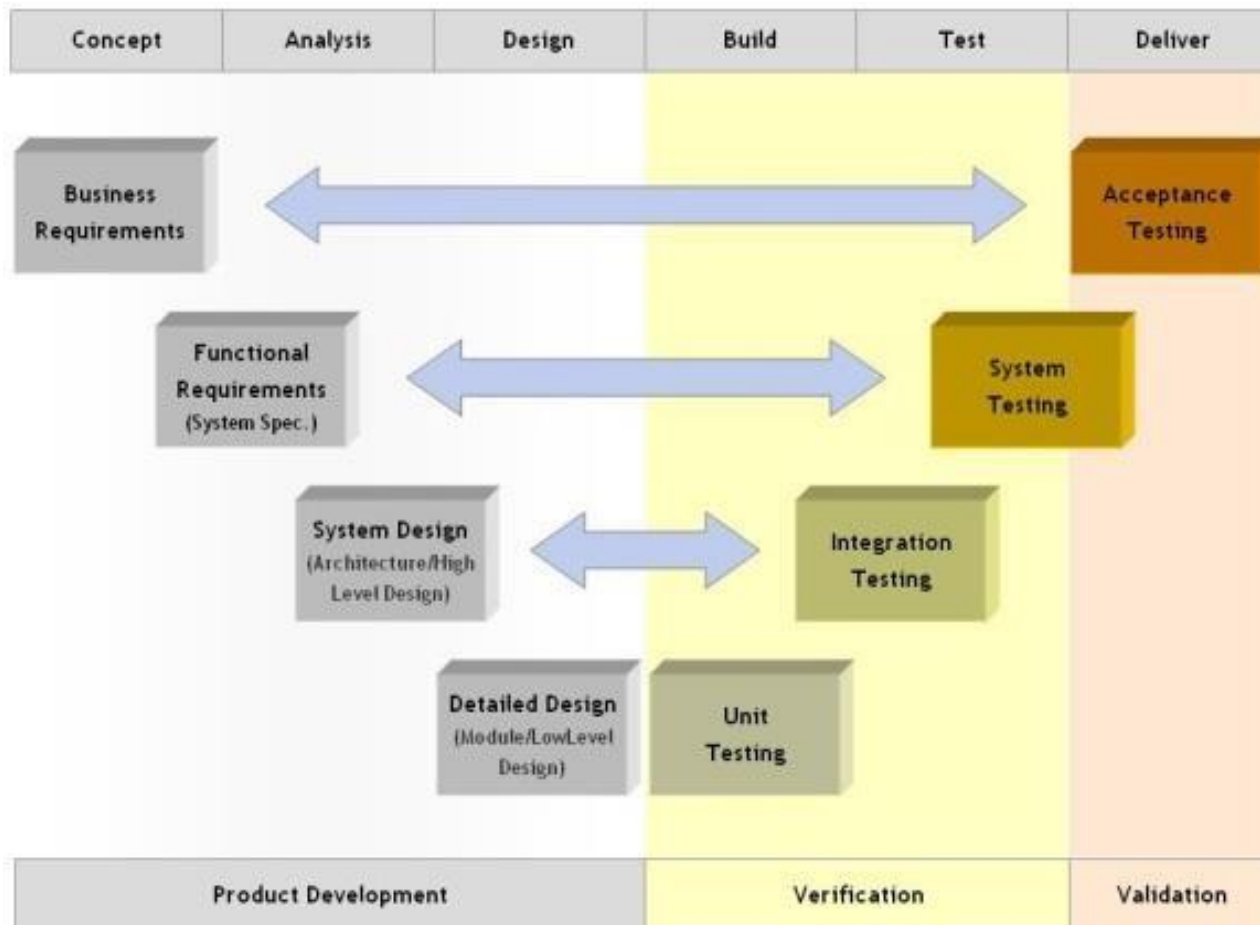 Concept
Analysis
Design
Build
Test
Deliver
Business
Requirements
Acceptance
Testing
Functional
Requirements
(System Spec.)
System
Testing
System Design
(Architecture/High
Level Design)
Integration
Testing
Detailed Design
(Module/LowLevel
Design)
Unit
Testing
Product Development
Verification
Validation